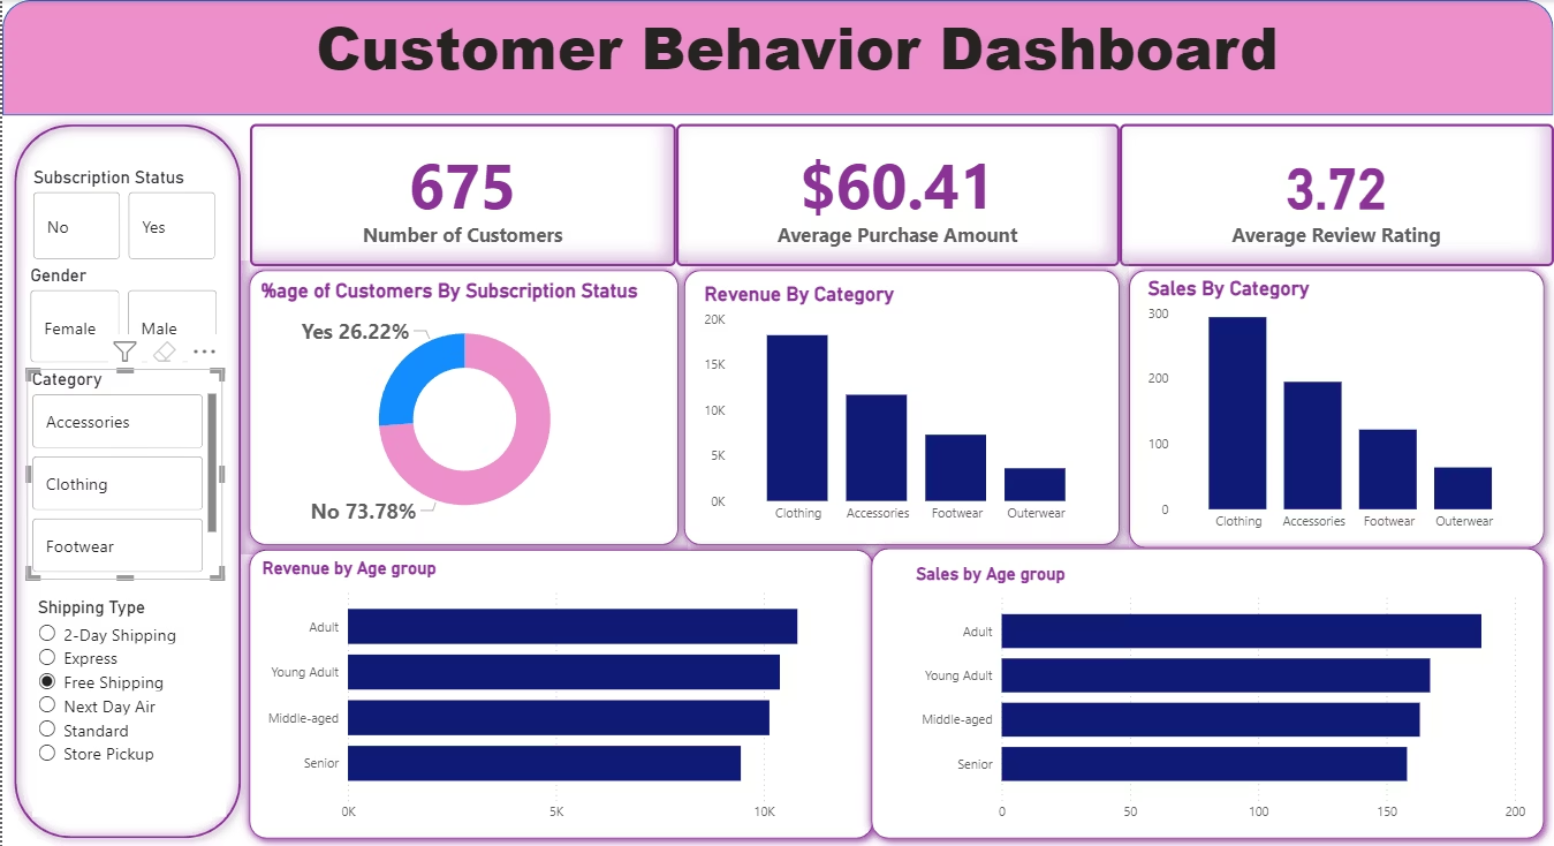 Customer Behavior Dashboard
Subscription Status
No Yes
Gender
Female Male
Category
Accessories
Clothing
Footwear
Shipping Type
2-Day Shipping
Express
Free Shipping
Next Day Air
Standard
Store Pickup
675
Number of Customers
$60.41
Average Purchase Amount
3.72
Average Review Rating
%age of Customers By Subscription Status
Yes 26.22%
No 73.78%
Revenue By Category
20K
15K
10K
5K
0K
Clothing Accessories Footwear Outerwear
Sales By Category
300
200
100
0
Clothing Accessories Footwear Outerwear
Revenue by Age group
Adult
Young Adult
Middle-aged
Senior
0K 5K 10K
Sales by Age group
Adult
Young Adult
Middle-aged
Senior
0 50 100 150 200